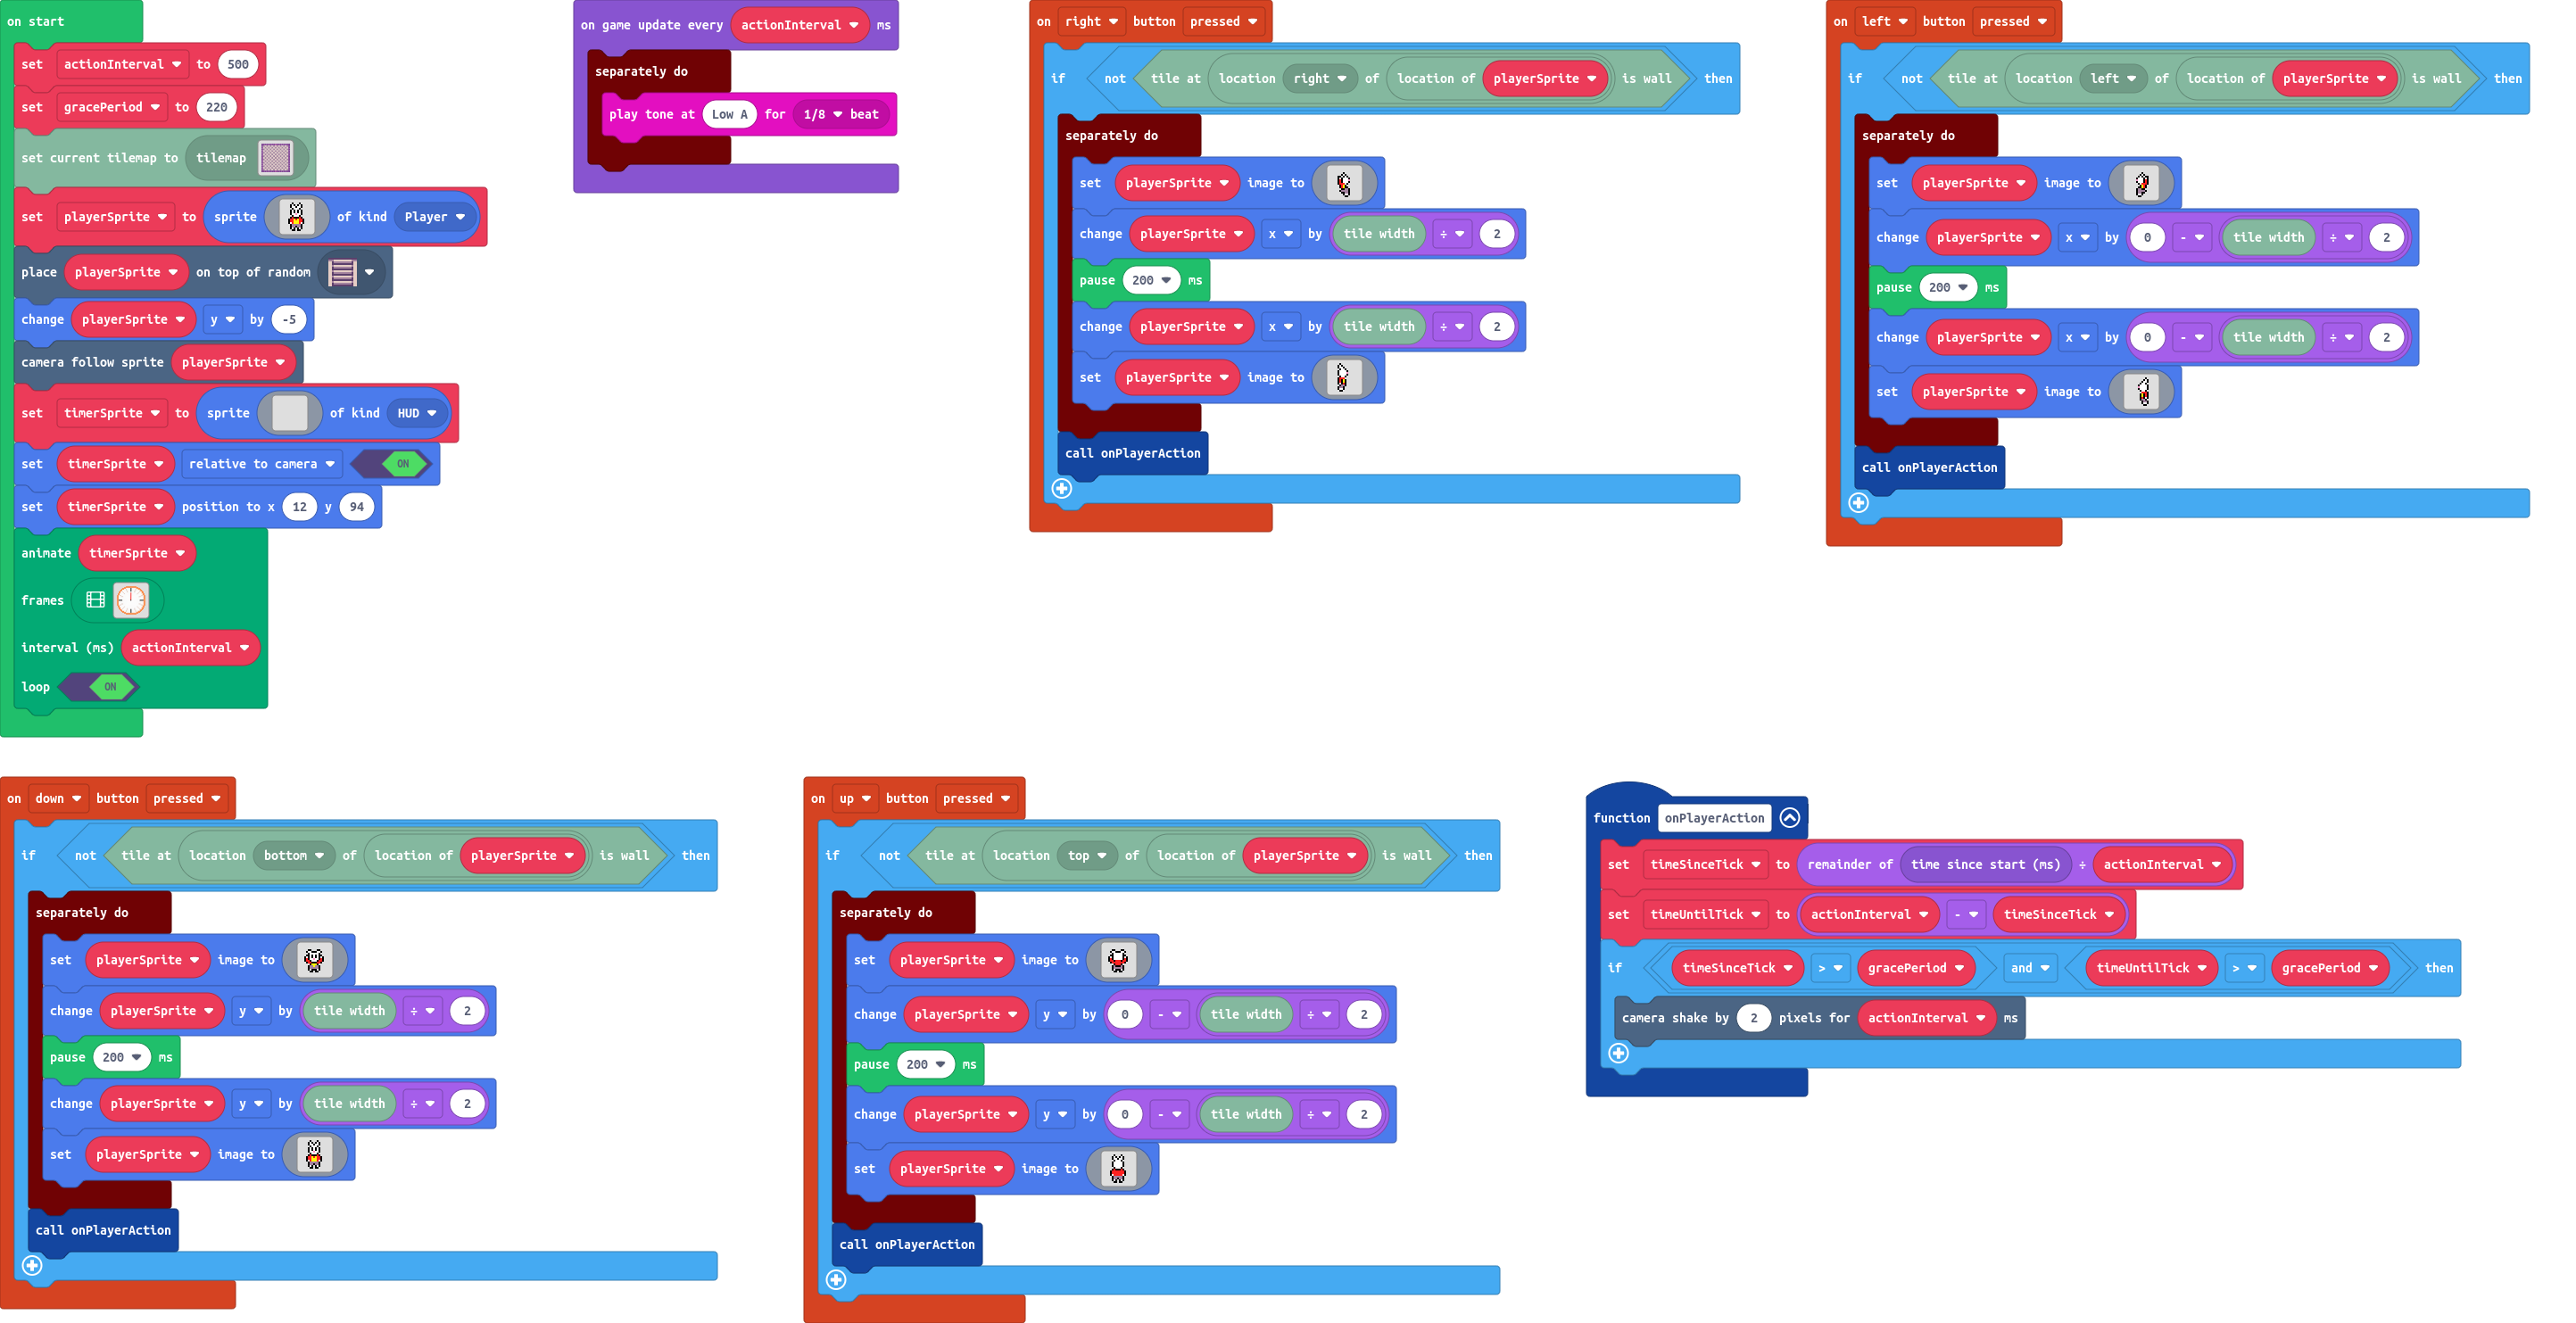 on start
set actionInterval to 500
set gracePeriod to 220
set current tilemap to tilemap
set playerSprite to sprite of kind Player
place playerSprite on top of random
change playerSprite y by -5
camera follow sprite playerSprite
set timerSprite to sprite of kind HUD
set timerSprite relative to camera ON
set timerSprite position to x 12 y 94
animate timerSprite
frames
interval (ms) actionInterval
loop ON
on game update every actionInterval ms
separately do
play tone at Low A for 1/8 beat
on right button pressed
if not tile at location right of location of playerSprite is wall then
separately do
set playerSprite image to
change playerSprite x by tile width ÷ 2
pause 200 ms
change playerSprite x by tile width ÷ 2
set playerSprite image to
call onPlayerAction
on left button pressed
if not tile at location left of location of playerSprite is wall then
separately do
set playerSprite image to
change playerSprite x by 0 - tile width ÷ 2
pause 200 ms
change playerSprite x by 0 - tile width ÷ 2
set playerSprite image to
call onPlayerAction
on down button pressed
if not tile at location bottom of location of playerSprite is wall then
separately do
set playerSprite image to
change playerSprite y by tile width ÷ 2
pause 200 ms
change playerSprite y by tile width ÷ 2
set playerSprite image to
call onPlayerAction
on up button pressed
if not tile at location top of location of playerSprite is wall then
separately do
set playerSprite image to
change playerSprite y by 0 - tile width ÷ 2
pause 200 ms
change playerSprite y by 0 - tile width ÷ 2
set playerSprite image to
call onPlayerAction
function onPlayerAction
set timeSinceTick to remainder of time since start (ms) ÷ actionInterval
set timeUntilTick to actionInterval - timeSinceTick
if timeSinceTick > gracePeriod and timeUntilTick > gracePeriod then
camera shake by 2 pixels for actionInterval ms